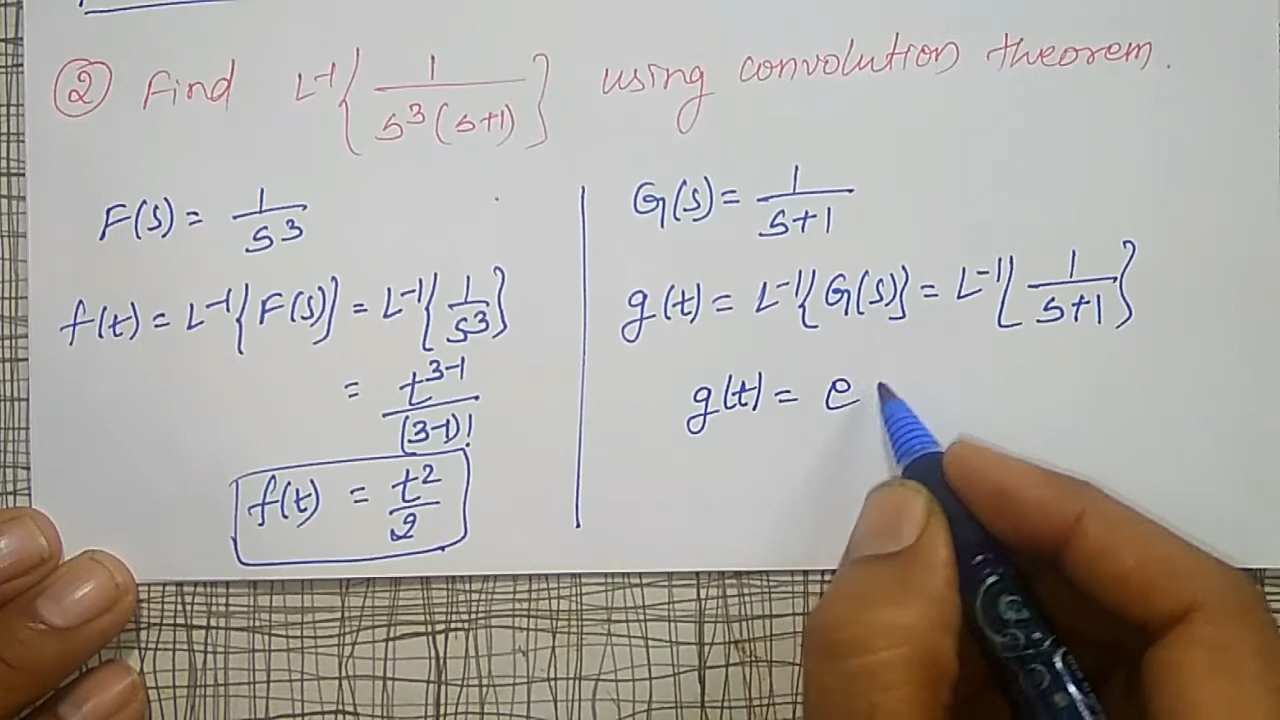 ② Find L⁻¹{1/(s³(s+1))} using convolution theorem.
F(s) = 1/s³
f(t) = L⁻¹{F(s)} = L⁻¹{1/s³}
= t³⁻¹/(3-1)!
f(t) = t²/2
G(s) = 1/(s+1)
g(t) = L⁻¹{G(s)} = L⁻¹{1/(s+1)}
g(t) = e